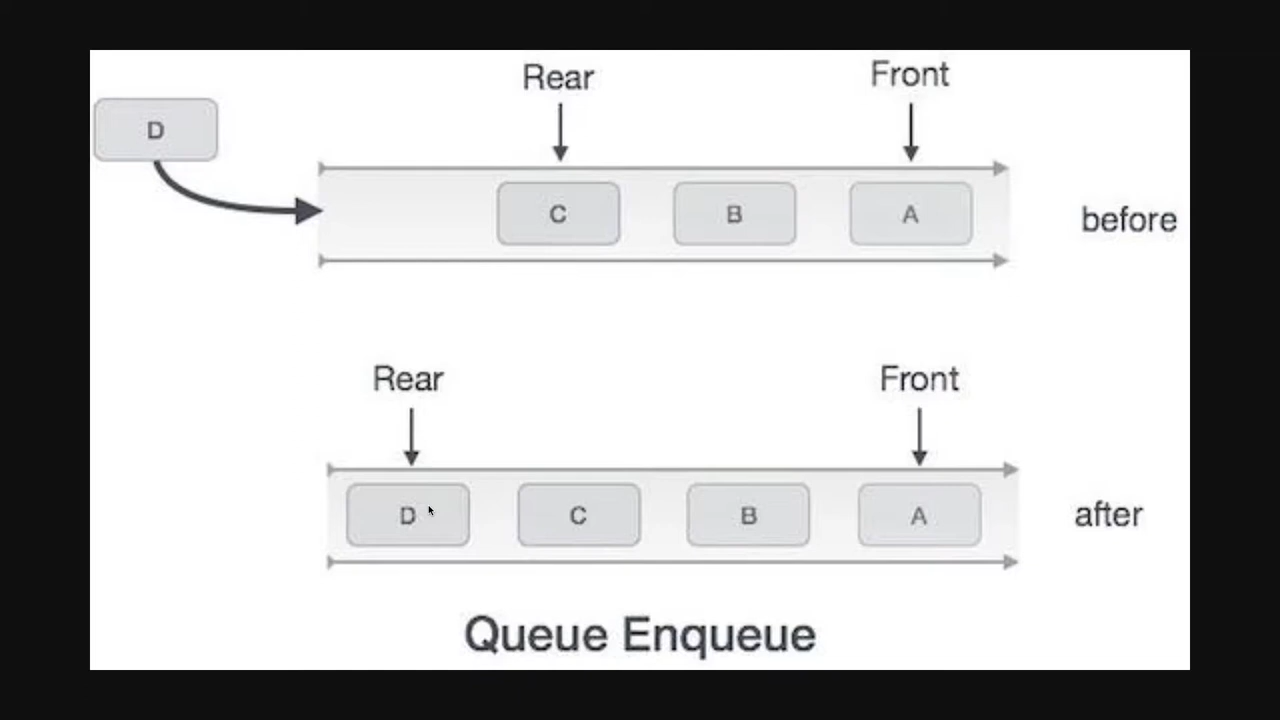 Rear Front
D
C B A
before
Rear Front
D C B A
after
Queue Enqueue